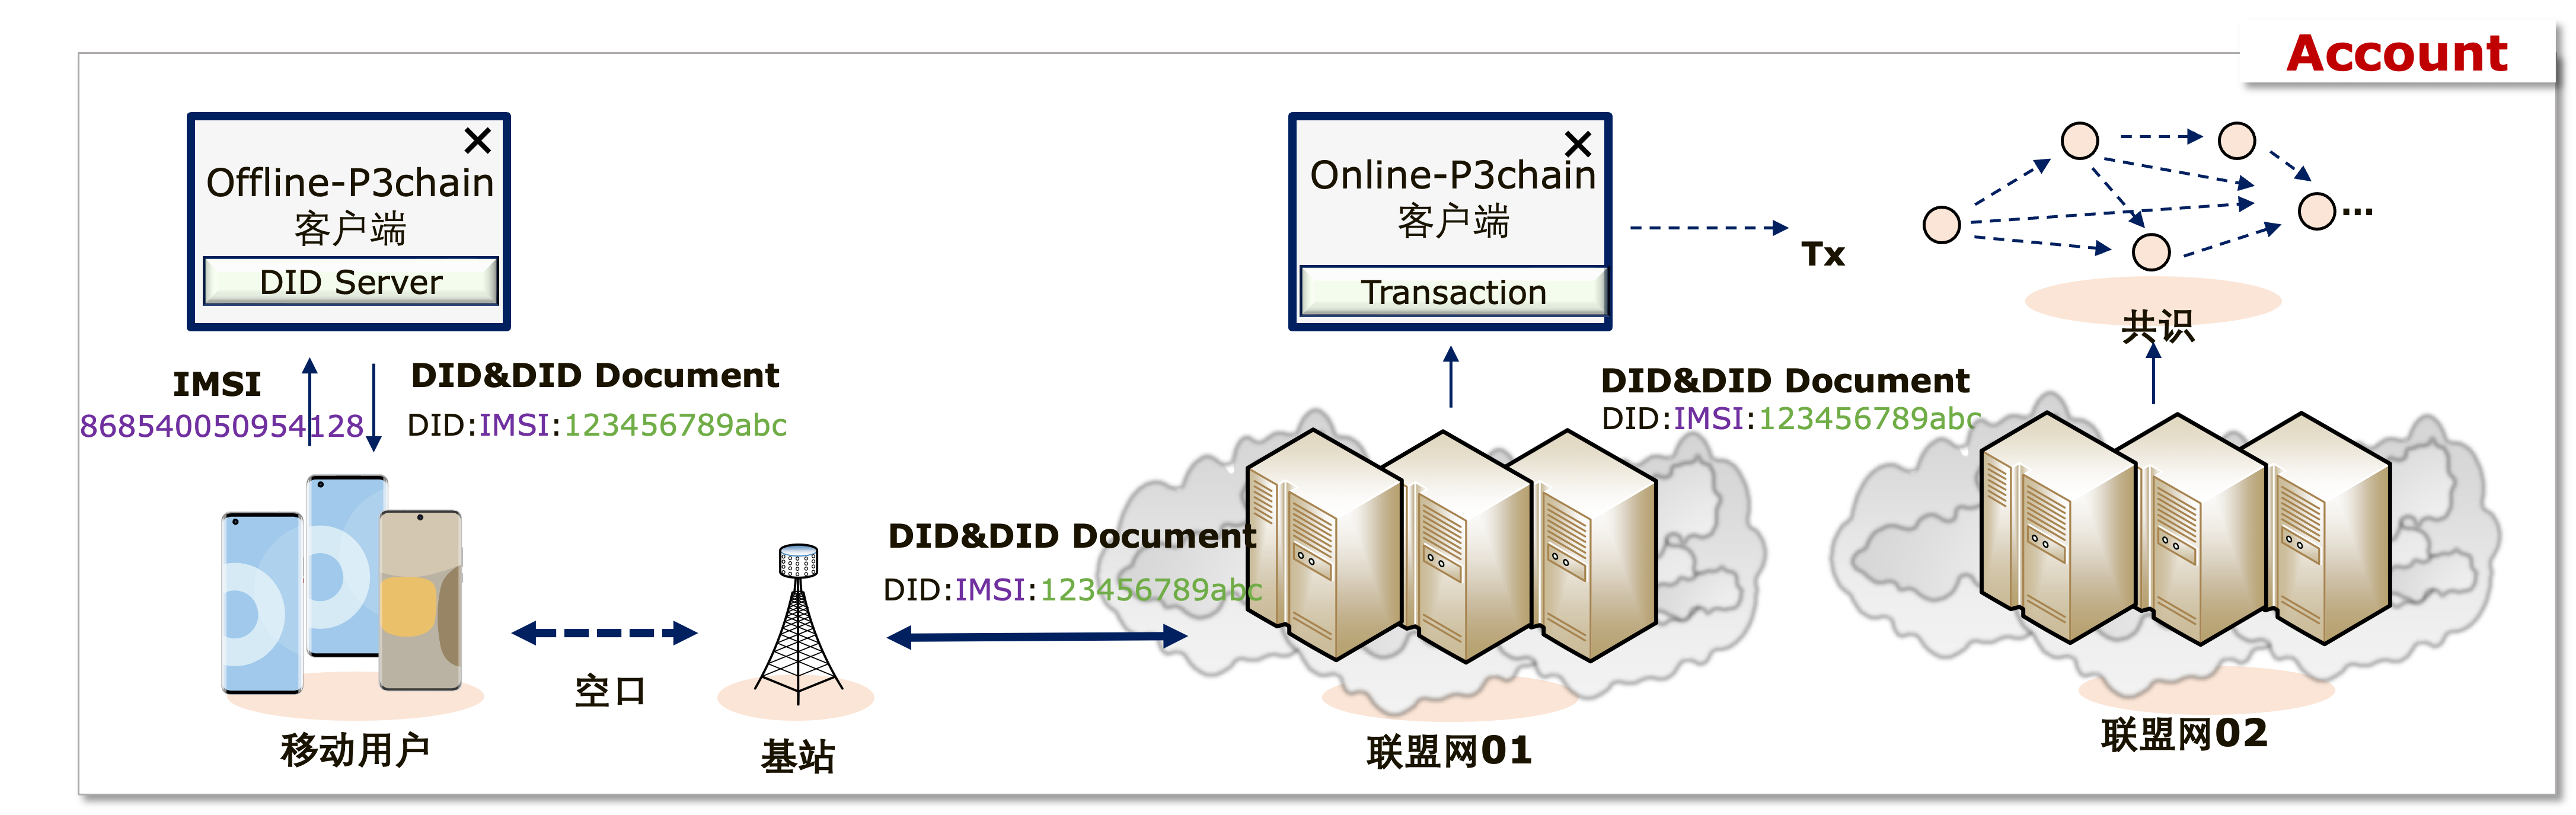 Account
Offline-P3chain
客户端
DID Server
IMSI
868540050954128
DID&DID Document
DID:IMSI:123456789abc
移动用户
空口
基站
DID&DID Document
DID:IMSI:123456789abc
Online-P3chain
客户端
Transaction
DID&DID Document
DID:IMSI:123456789abc
联盟网01
Tx
...
共识
联盟网02